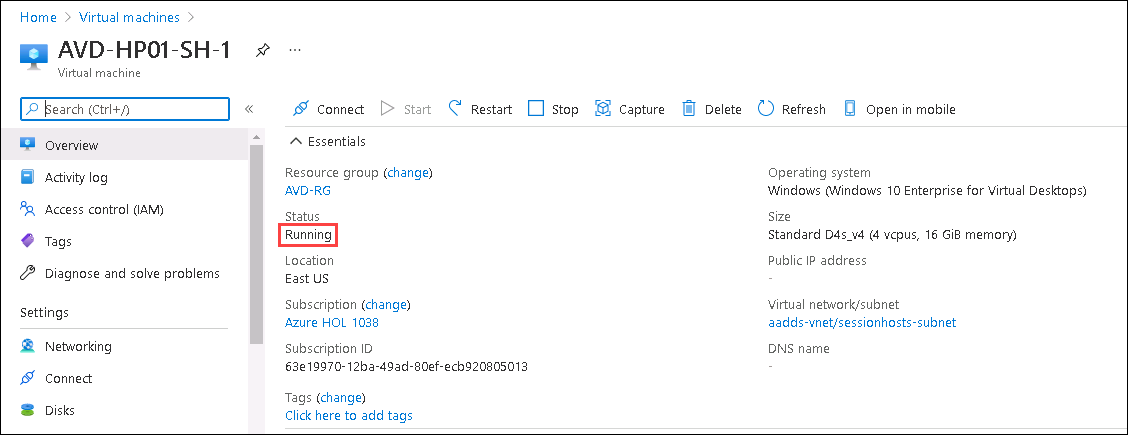 Home > Virtual machines >
AVD-HP01-SH-1
Virtual machine
Search (Ctrl+/)
Overview
Activity log
Access control (IAM)
Tags
Diagnose and solve problems
Settings
Networking
Connect
Disks
Connect Start Restart Stop Capture Delete Refresh Open in mobile
Essentials
Resource group (change)
AVD-RG
Status
Running
Location
East US
Subscription (change)
Azure HOL 1038
Subscription ID
63e19970-12ba-49ad-80ef-ecb920805013
Tags (change)
Click here to add tags
Operating system
Windows (Windows 10 Enterprise for Virtual Desktops)
Size
Standard D4s_v4 (4 vcpus, 16 GiB memory)
Public IP address
-
Virtual network/subnet
aadds-vnet/sessionhosts-subnet
DNS name
-